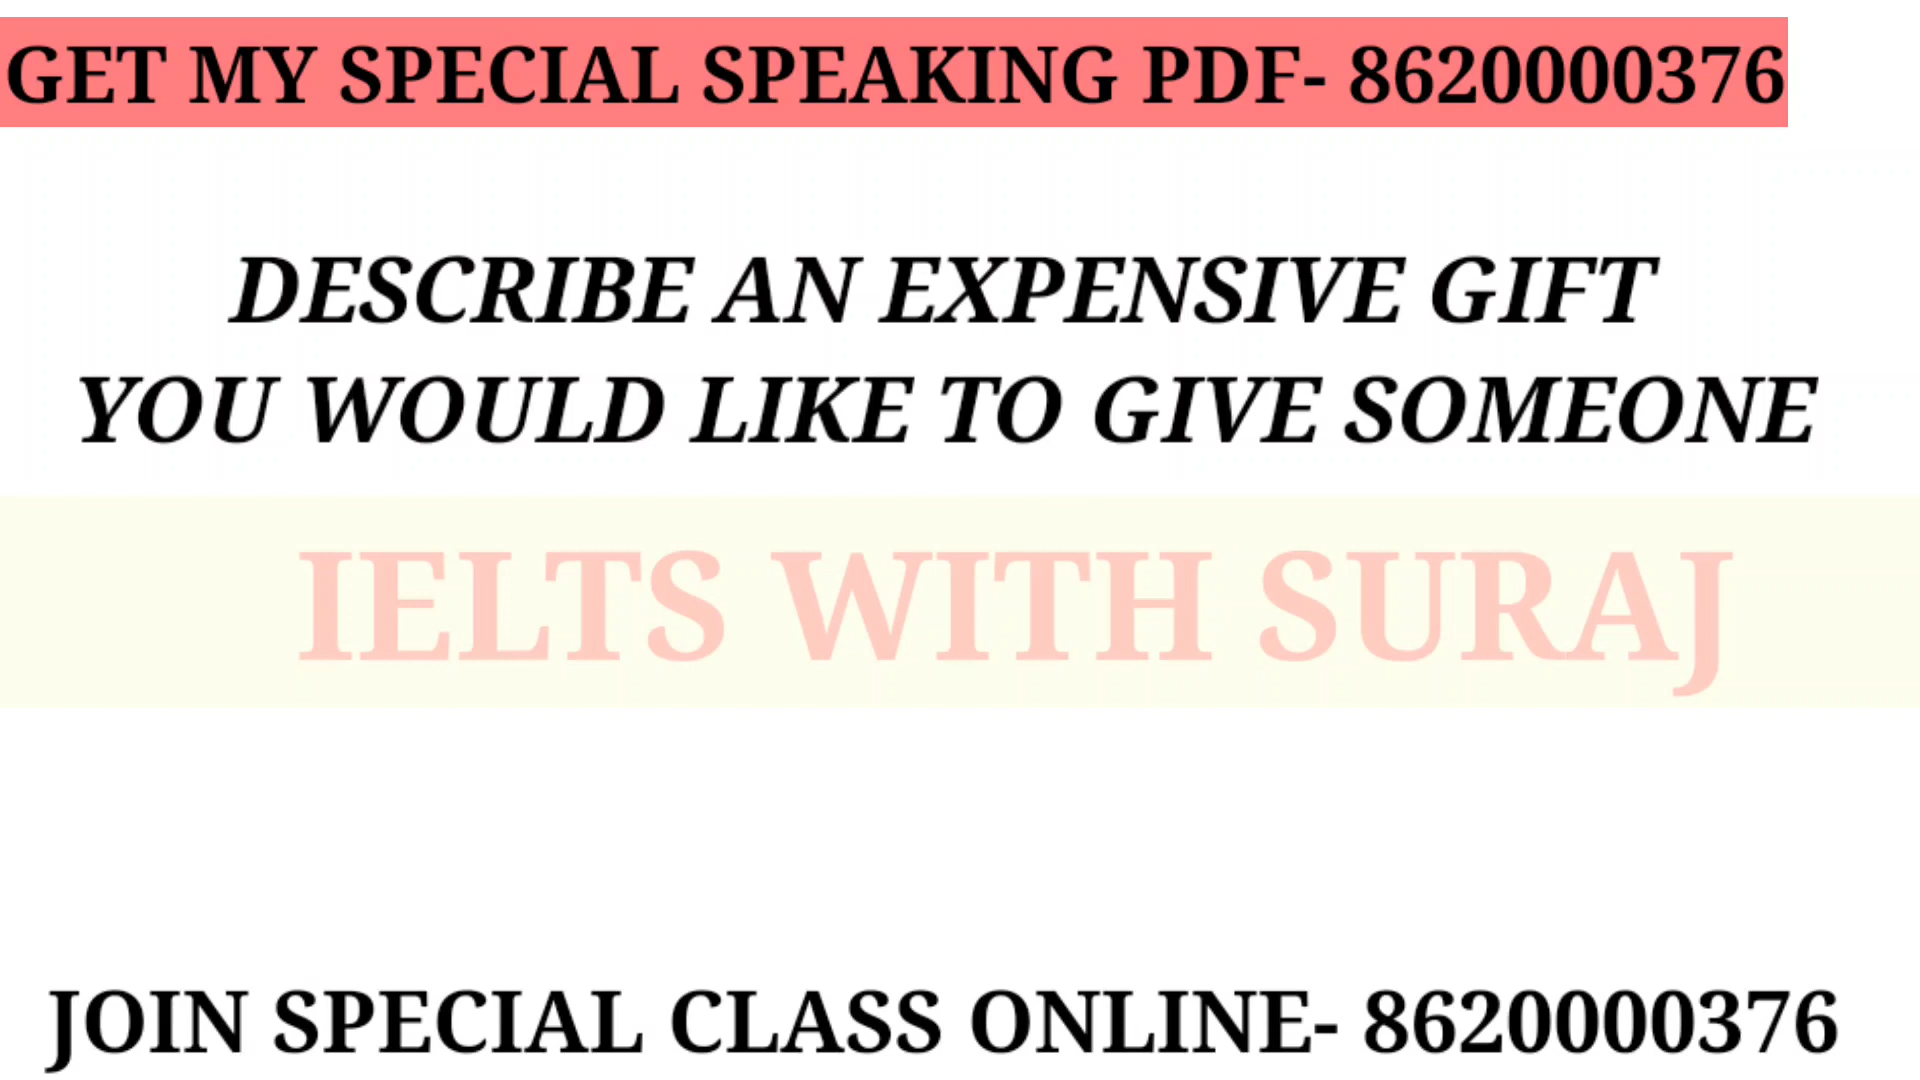 GET MY SPECIAL SPEAKING PDF- 8620000376
DESCRIBE AN EXPENSIVE GIFT
YOU WOULD LIKE TO GIVE SOMEONE
IELTS WITH SURAJ
JOIN SPECIAL CLASS ONLINE- 8620000376